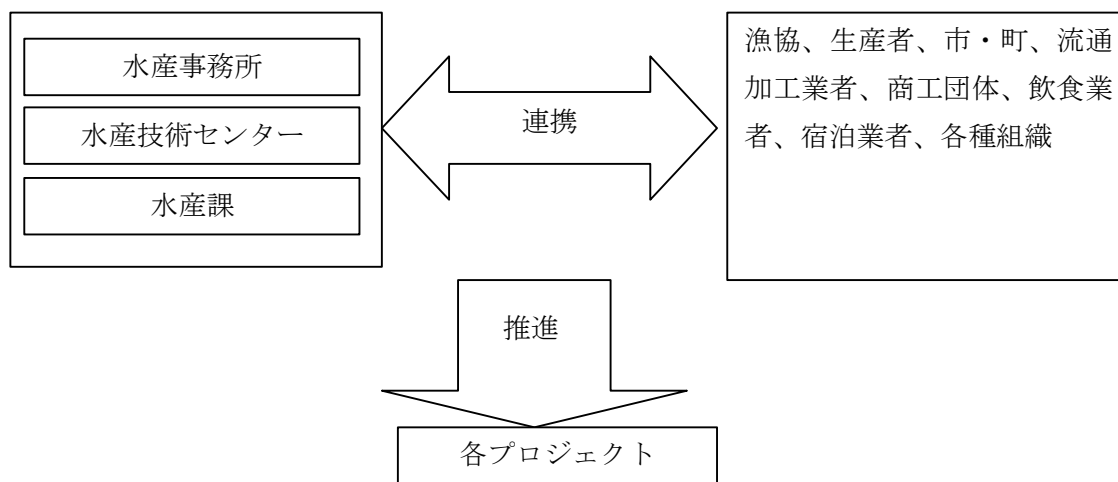 水産事務所
水産技術センター
水産課
連携
漁協、生産者、市・町、流通
加工業者、商工団体、飲食業
者、宿泊業者、各種組織
推進
各プロジェクト